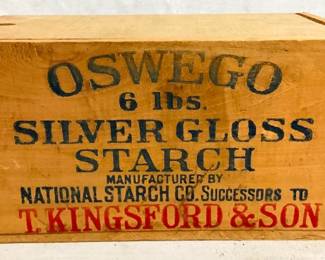 OSWEGO
6 lbs.
SILVER GLOSS
STARCH
MANUFACTURED BY
NATIONAL STARCH CO. SUCCESSORS TO
T. KINGSFORD & SON